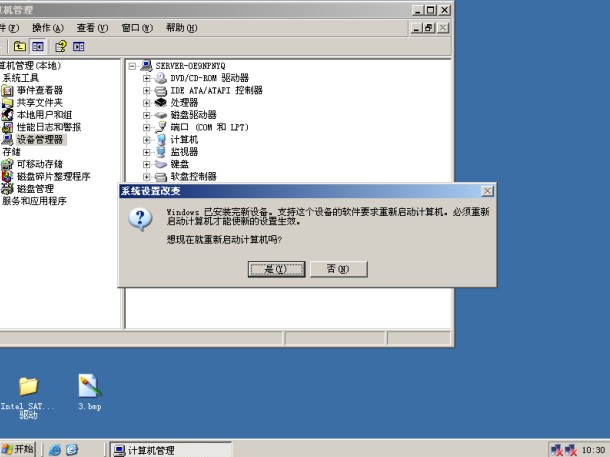 算机管理
件(F) 操作(A) 查看(V) 窗口(W) 帮助(H)
算机管理(本地)
系统工具
事件查看器
共享文件夹
本地用户和组
性能日志和警报
设备管理器
存储
可移动存储
磁盘碎片整理程序
磁盘管理
服务和应用程序
SERVER-OE9NPNYQ
DVD/CD-ROM 驱动器
IDE ATA/ATAPI 控制器
处理器
磁盘驱动器
端口 (COM 和 LPT)
计算机
监视器
键盘
软盘控制器
系统设置改变
Windows 已安装完新设备。支持这个设备的软件要求重新启动计算机。必须重新
启动计算机才能使新的设置生效。
想现在就重新启动计算机吗?
是(Y) 否(N)
Intel_SAT...
驱动
3.bmp
开始
计算机管理
10:30